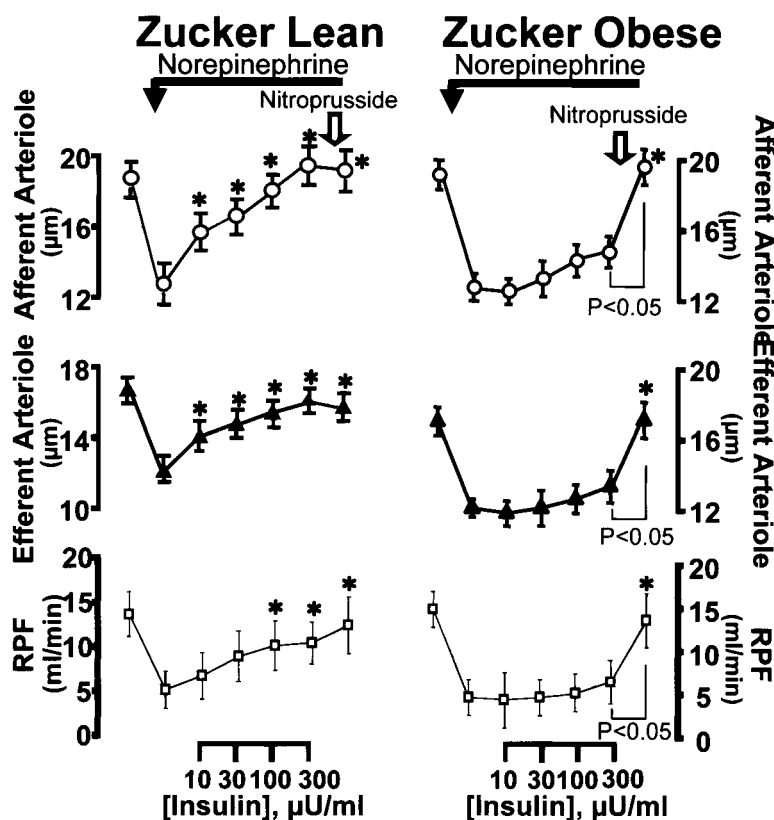 Zucker Lean
Zucker Obese
Norepinephrine
Norepinephrine
Nitroprusside
Nitroprusside
Afferent Arteriole
(µm)
20
16
12
*
*
*
*
*
20
16
12
(µm)
Afferent Arteriole
*
P<0.05
Efferent Arteriole
(µm)
18
14
10
*
*
*
*
*
20
16
12
(µm)
Efferent Arteriole
*
P<0.05
RPF
(ml/min)
20
15
10
5
0
*
*
*
20
15
10
5
0
(ml/min)
RPF
*
P<0.05
10 30 100 300
[Insulin], µU/ml
10 30 100 300
[Insulin], µU/ml